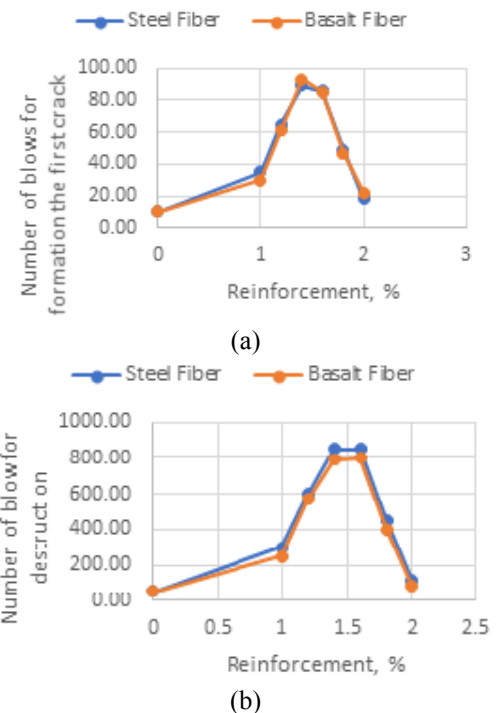 Steel Fiber Basalt Fiber
100.00
80.00
60.00
40.00
20.00
0.00
Number of blows for
formation the first crack
0 1 2 3
Reinforcement, %
(a)
Steel Fiber Basalt Fiber
1000.00
800.00
600.00
400.00
200.00
0.00
Number of blow for
destruction
0 0.5 1 1.5 2 2.5
Reinforcement, %
(b)